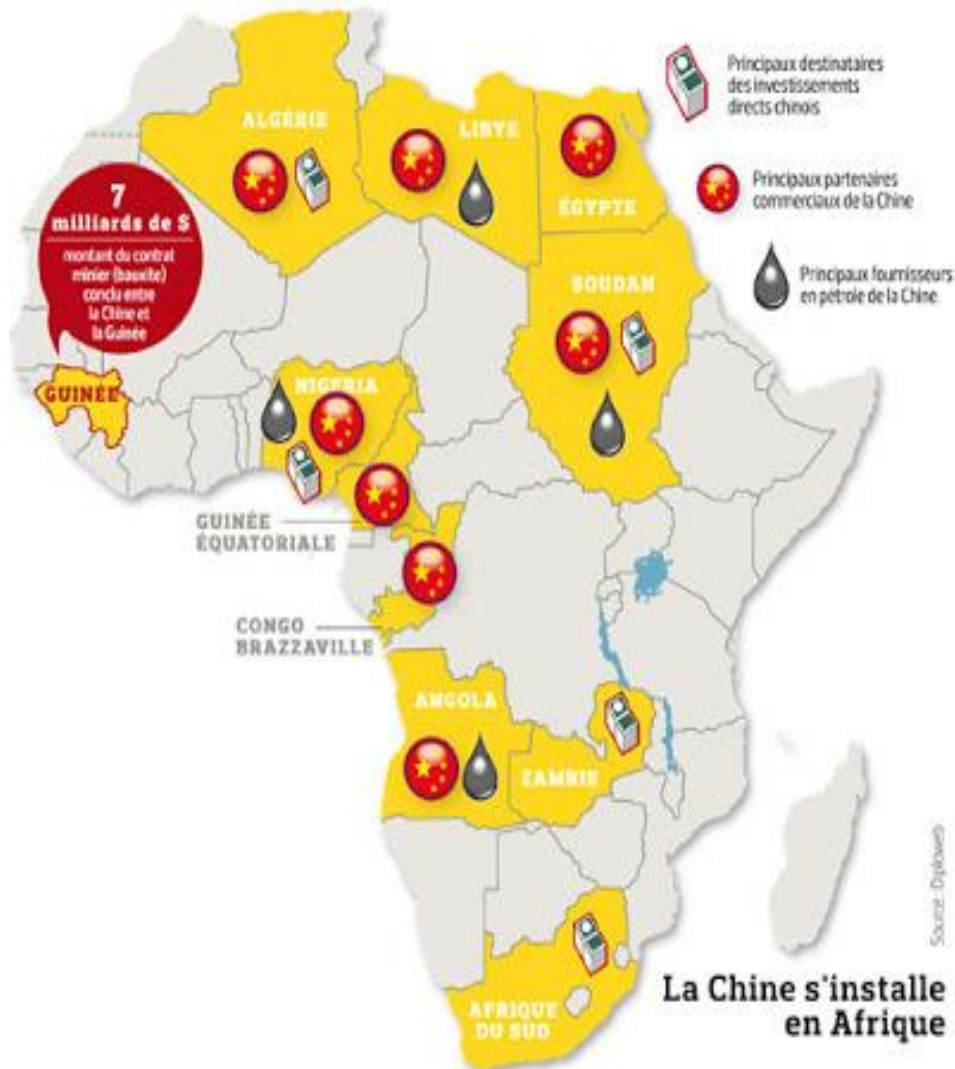 Principaux destinataires
des investissements
directs chinois
Principaux partenaires
commerciaux de la Chine
Principaux fournisseurs
en pétrole de la Chine
ALGÉRIE
LIBYE
ÉGYPTE
7
milliards de $
montant du contrat
minier (bauxite)
conclu entre
la Chine et
la Guinée
SOUDAN
GUINÉE
NIGERIA
GUINÉE
ÉQUATORIALE
CONGO
BRAZZAVILLE
ANGOLA
ZAMBIE
AFRIQUE
DU SUD
Source : Diploweb
La Chine s'installe
en Afrique